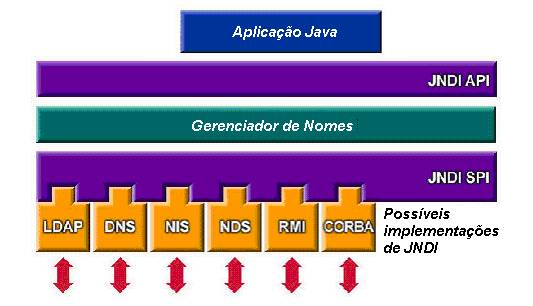 Aplicação Java
JNDI API
Gerenciador de Nomes
JNDI SPI
LDAP
DNS
NIS
NDS
RMI
CORBA
Possíveis
implementações
de JNDI